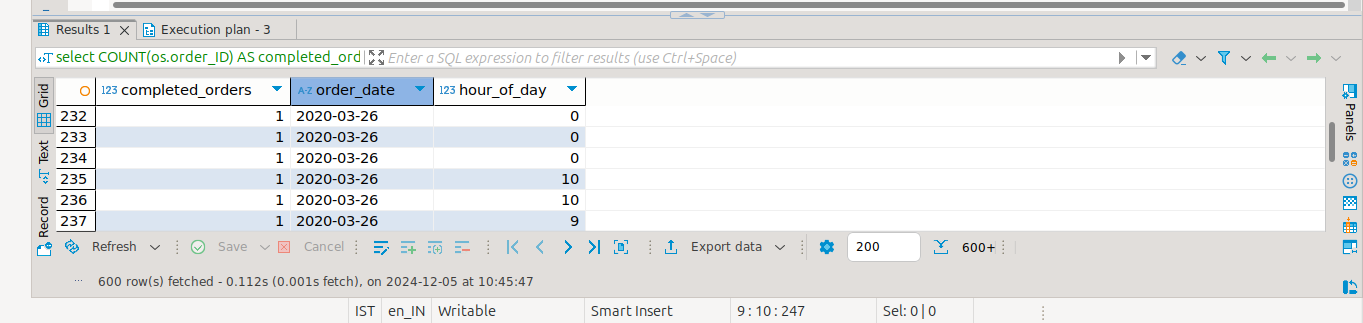 Results 1 Execution plan - 3
select COUNT(os.order_ID) AS completed_ord Enter a SQL expression to filter results (use Ctrl+Space)
Grid
Text
Record
Panels
123 completed_orders A-Z order_date 123 hour_of_day
232 1 2020-03-26 0
233 1 2020-03-26 0
234 1 2020-03-26 0
235 1 2020-03-26 10
236 1 2020-03-26 10
237 1 2020-03-26 9
Refresh Save Cancel Export data 200 600+
... 600 row(s) fetched - 0.112s (0.001s fetch), on 2024-12-05 at 10:45:47
IST en_IN Writable Smart Insert 9 : 10 : 247 Sel: 0 | 0